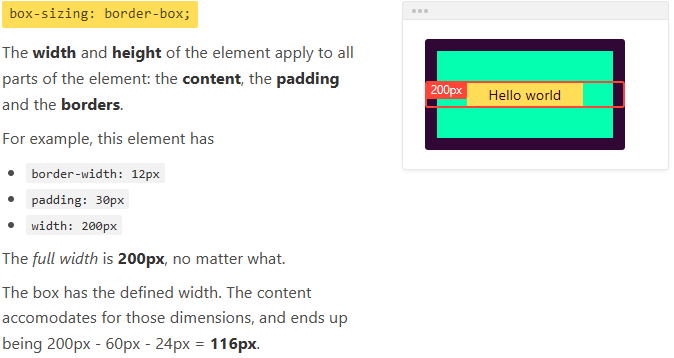 box-sizing: border-box;
The width and height of the element apply to all
parts of the element: the content, the padding
and the borders.
For example, this element has
border-width: 12px
padding: 30px
width: 200px
The full width is 200px, no matter what.
The box has the defined width. The content
accomodates for those dimensions, and ends up
being 200px - 60px - 24px = 116px.
200px
Hello world